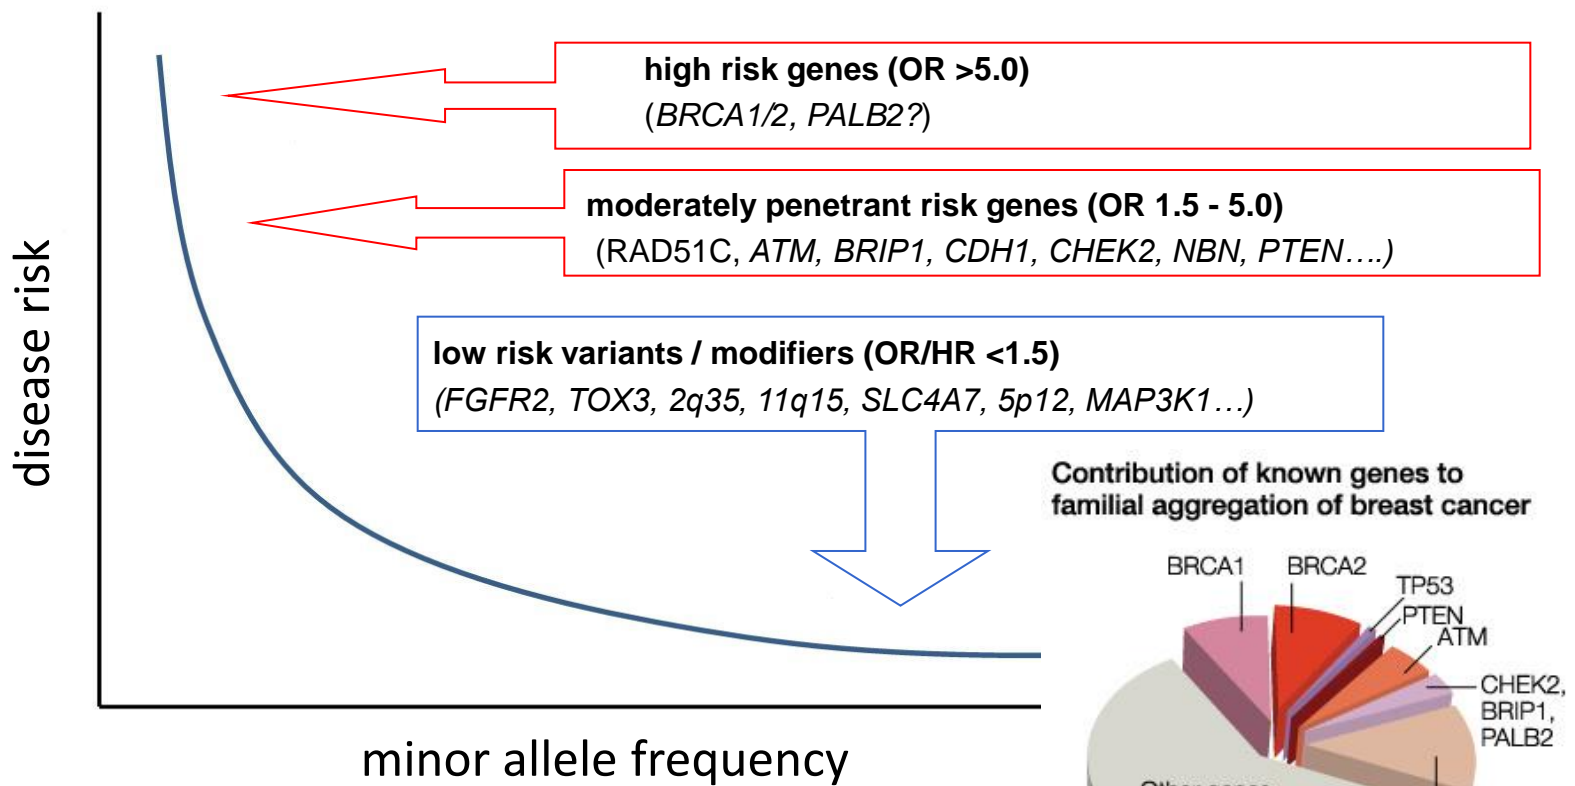 high risk genes (OR >5.0)
(BRCA1/2, PALB2?)
moderately penetrant risk genes (OR 1.5 - 5.0)
(RAD51C, ATM, BRIP1, CDH1, CHEK2, NBN, PTEN….)
low risk variants / modifiers (OR/HR <1.5)
(FGFR2, TOX3, 2q35, 11q15, SLC4A7, 5p12, MAP3K1…)
disease risk
minor allele frequency
Contribution of known genes to
familial aggregation of breast cancer
BRCA1
BRCA2
TP53
PTEN
ATM
CHEK2,
BRIP1,
PALB2